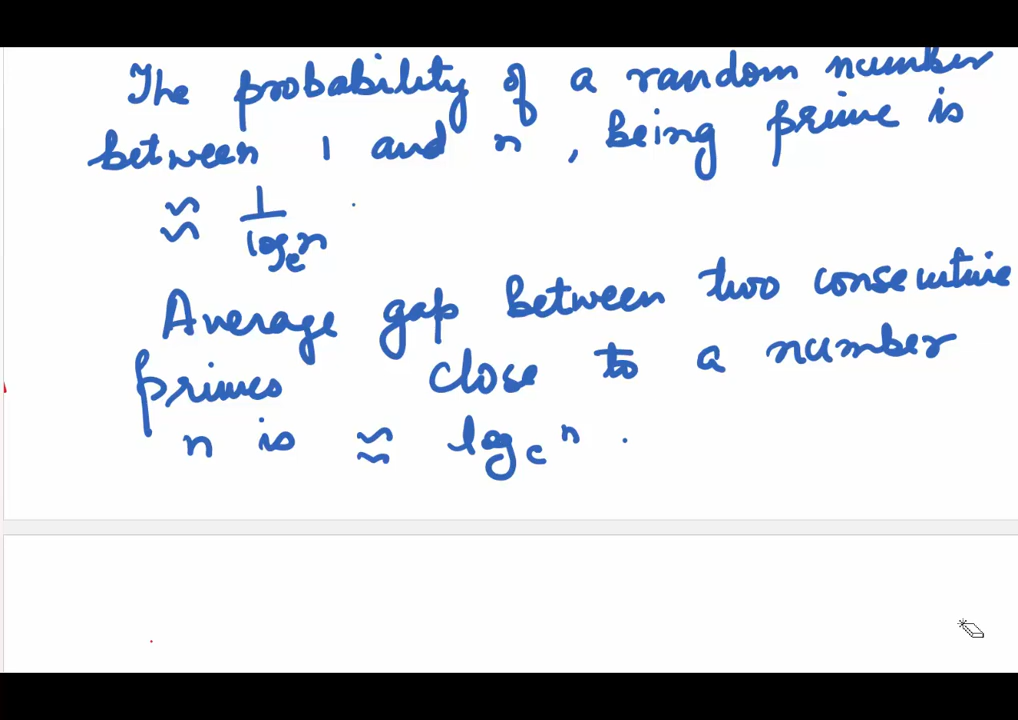 The probability of a random number
between 1 and n, being prime is
≈ 1/logₑn .
Average gap between two consecutive
primes close to a number
n is ≈ logₑ n .